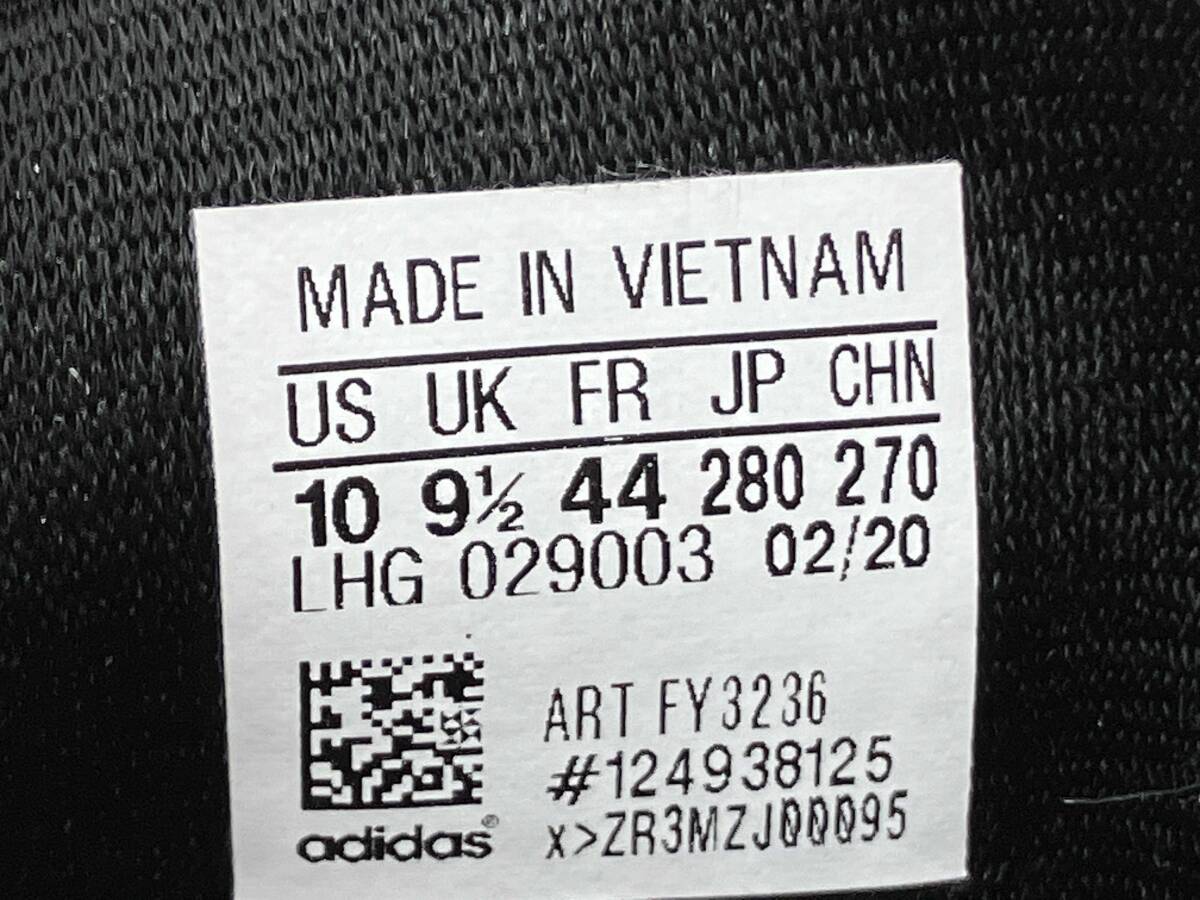 MADE IN VIETNAM
US UK FR JP CHN
10 9½ 44 280 270
LHG 029003 02/20
ART FY3236
#124938125
x>ZR3MZJ00095
adidas®